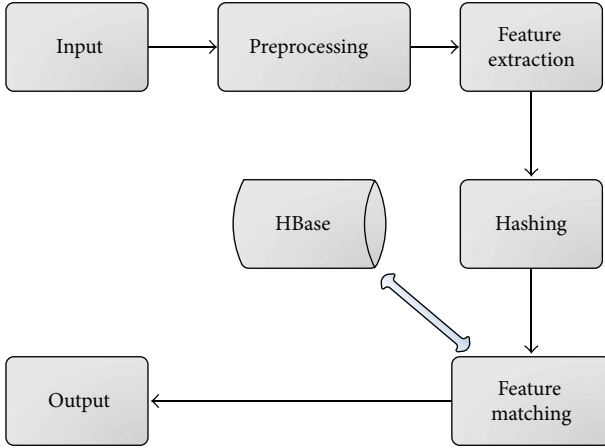 Input
Preprocessing
Feature
extraction
HBase
Hashing
Output
Feature
matching